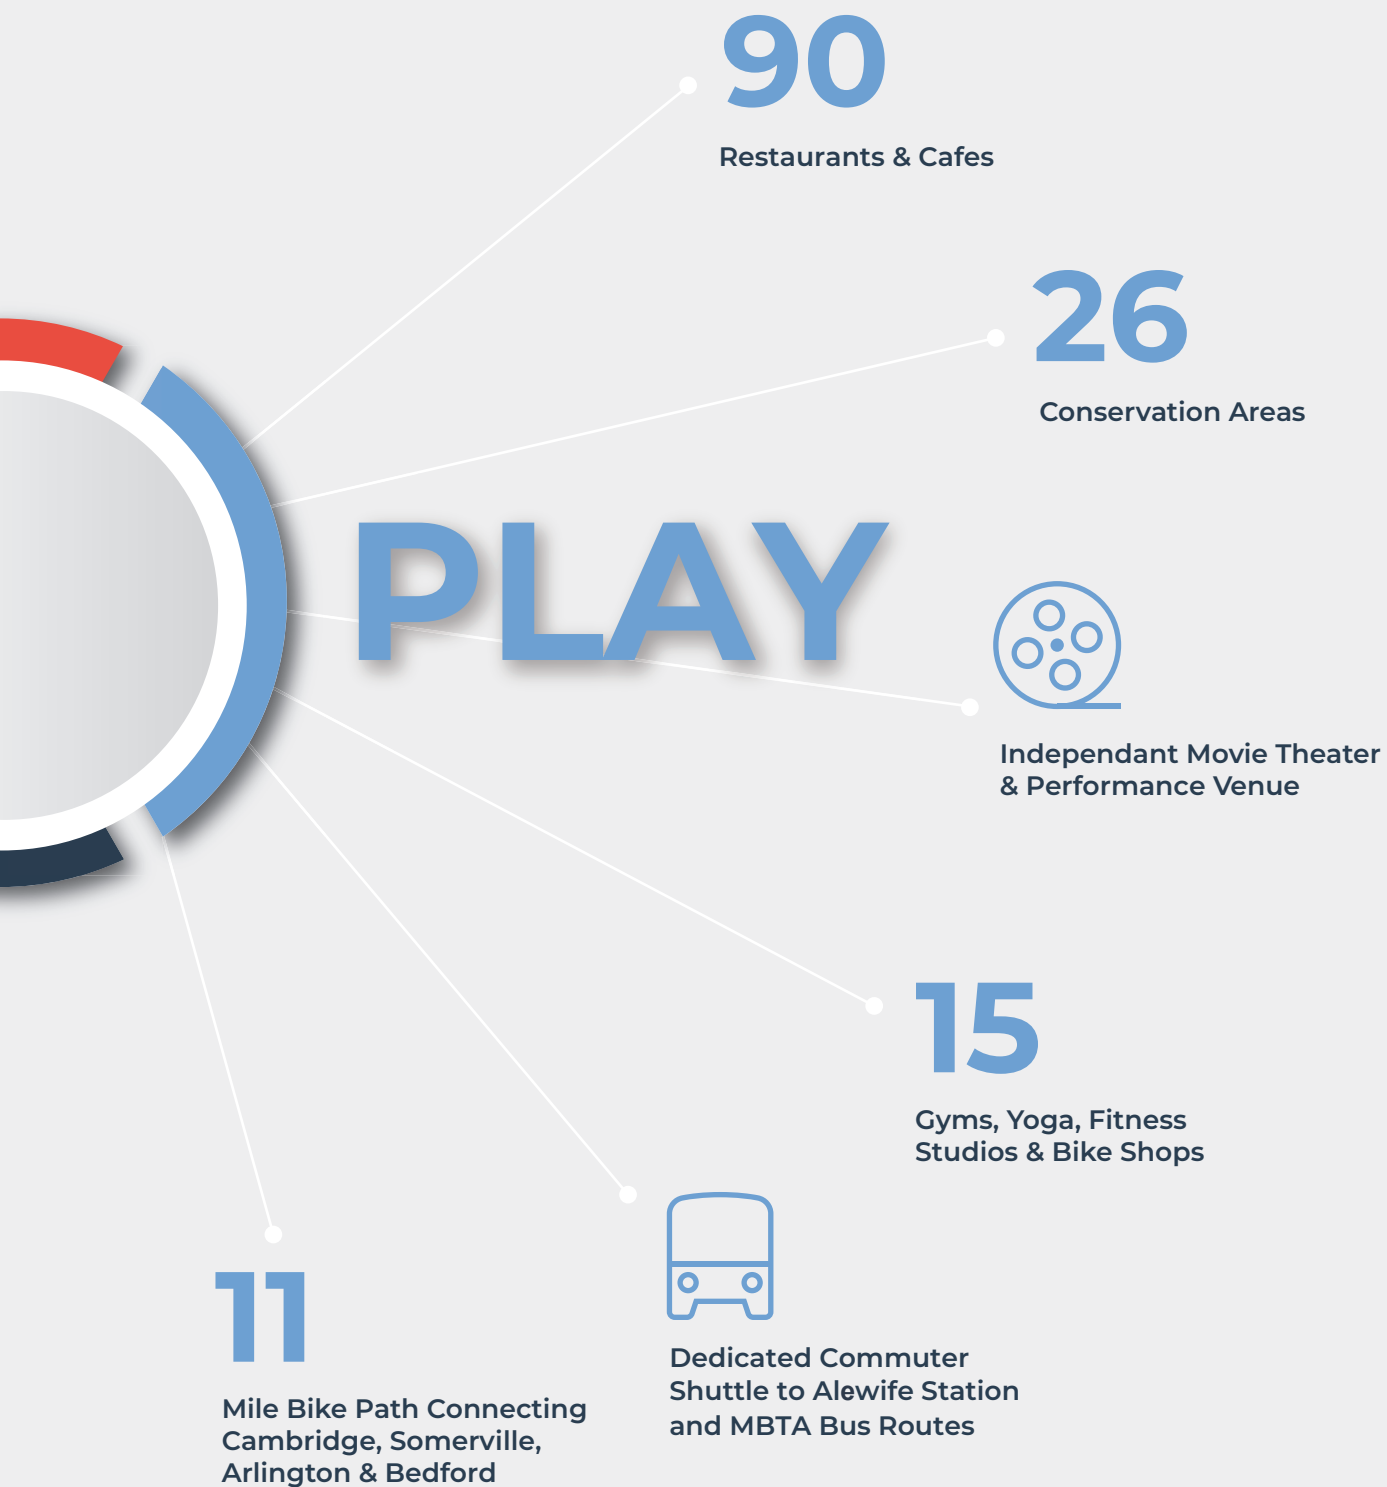 90
Restaurants & Cafes
26
Conservation Areas
PLAY
Independant Movie Theater
& Performance Venue
15
Gyms, Yoga, Fitness
Studios & Bike Shops
Dedicated Commuter
Shuttle to Alewife Station
and MBTA Bus Routes
11
Mile Bike Path Connecting
Cambridge, Somerville,
Arlington & Bedford